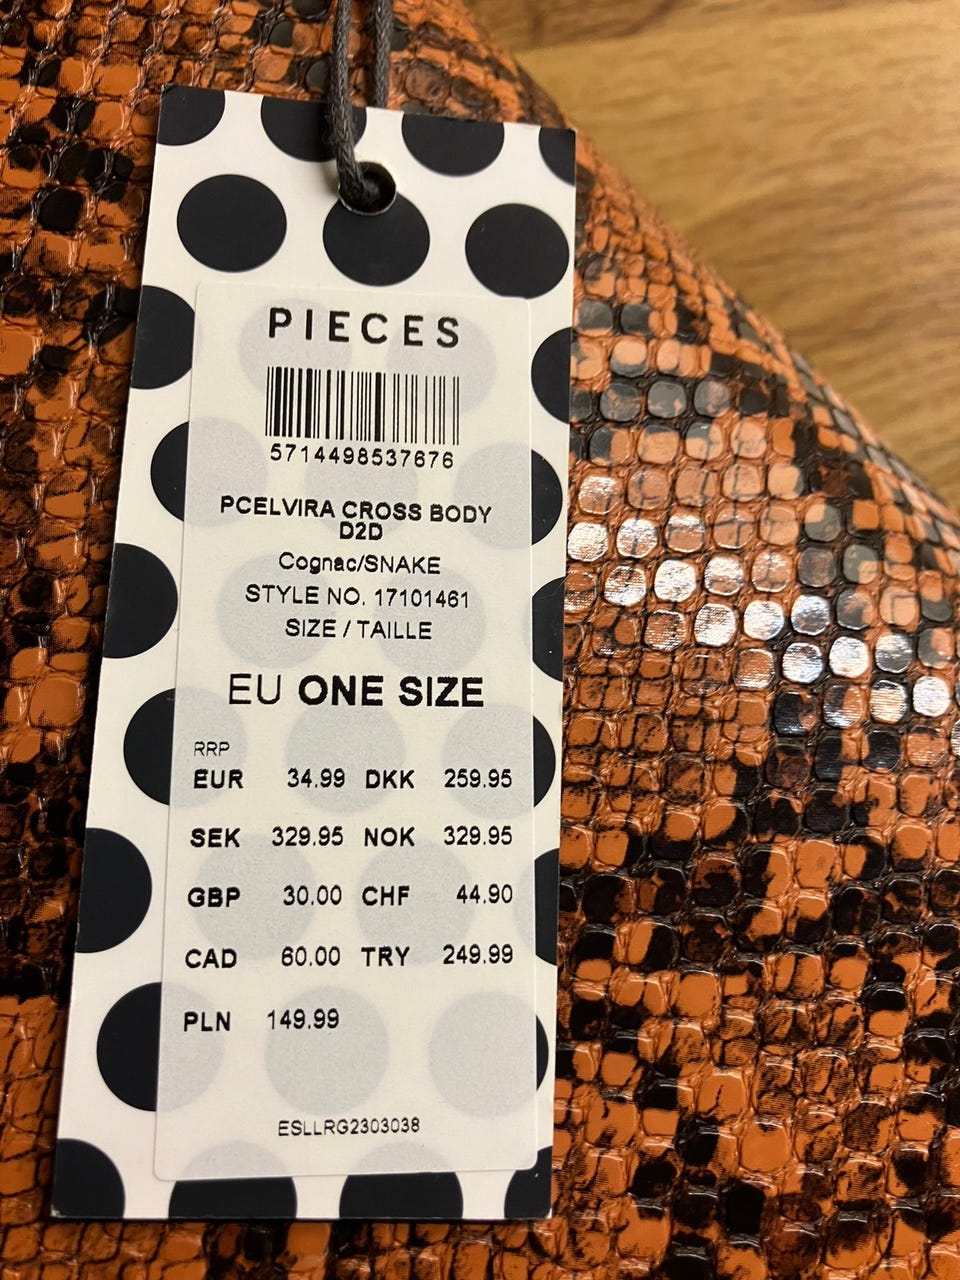 PIECES
5714498537676
PCELVIRA CROSS BODY
D2D
Cognac/SNAKE
STYLE NO. 17101461
SIZE / TAILLE
EU ONE SIZE
RRP
EUR 34.99 DKK 259.95
SEK 329.95 NOK 329.95
GBP 30.00 CHF 44.90
CAD 60.00 TRY 249.99
PLN 149.99
ESLLRG2303038